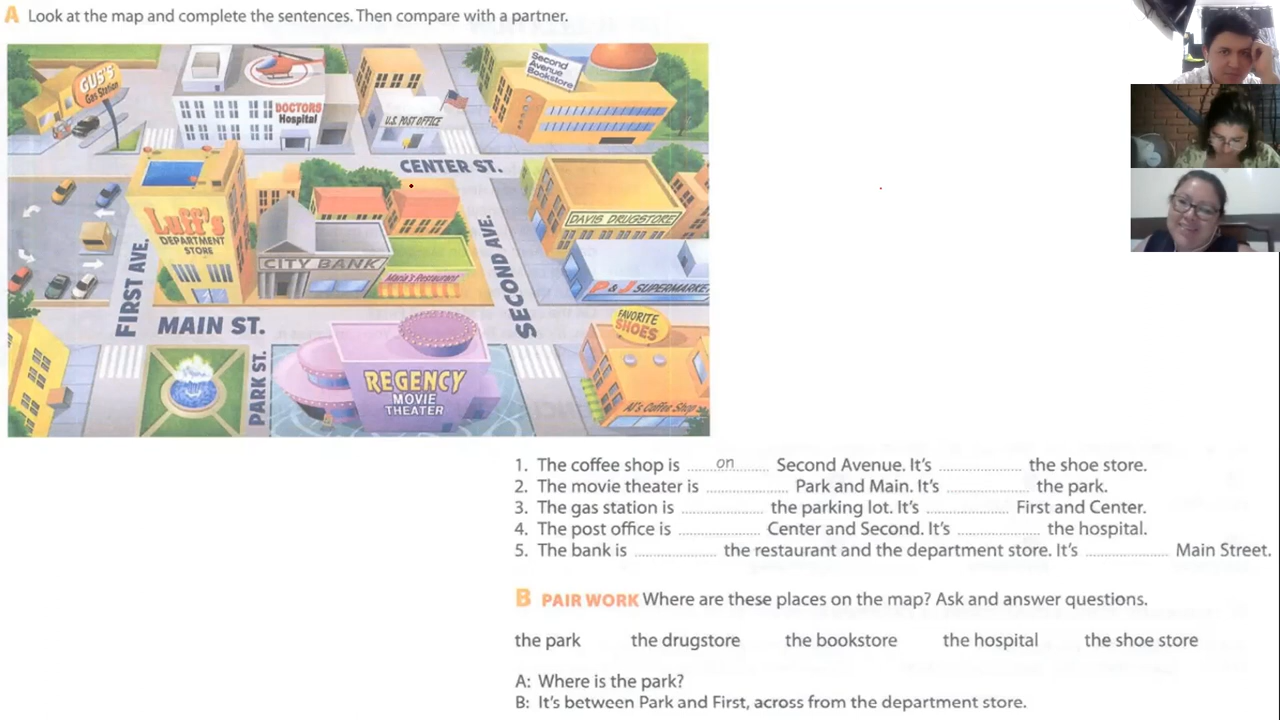 A Look at the map and complete the sentences. Then compare with a partner.
GUS'S
Gas Station
DOCTORS
Hospital
U.S. POST OFFICE
Second
Avenue
Bookstore
CENTER ST.
Luff's
DEPARTMENT
STORE
CITY BANK
Maria's Restaurant
DAVIS DRUGSTORE
P & J SUPERMARKET
FIRST AVE.
SECOND AVE.
MAIN ST.
PARK ST.
REGENCY
MOVIE
THEATER
FAVORITE
SHOES
Al's Coffee Shop
1. The coffee shop is ......on...... Second Avenue. It's .................... the shoe store.
2. The movie theater is .................... Park and Main. It's .................... the park.
3. The gas station is .................... the parking lot. It's .................... First and Center.
4. The post office is .................... Center and Second. It's .................... the hospital.
5. The bank is .................... the restaurant and the department store. It's .................... Main Street.
B PAIR WORK Where are these places on the map? Ask and answer questions.
the park the drugstore the bookstore the hospital the shoe store
A: Where is the park?
B: It's between Park and First, across from the department store.